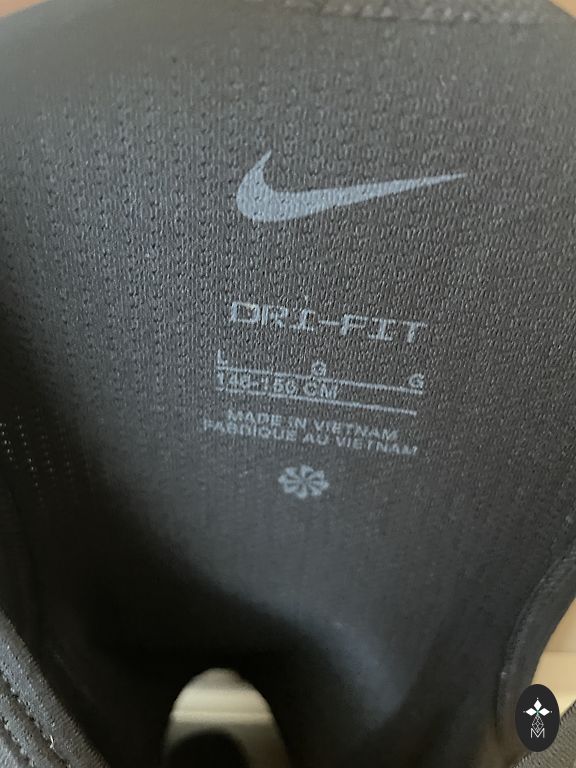 DRI-FIT
L G G
MADE IN VIETNAM
FABRIQUE AU VIETNAM
M